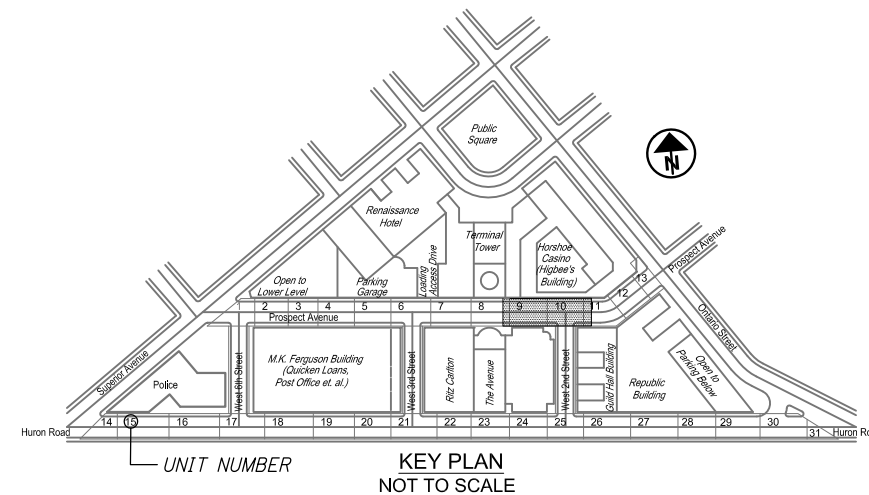 Public
Square
N
Renaissance
Hotel
Terminal
Tower
Horshoe
Casino
(Higbee's
Building)
Loading
Access Drive
Prospect Avenue
Open to
Lower Level
Parking
Garage
13
12
2 3 4 5 6 7 8 9 10 11
Prospect Avenue
Ontario Street
Superior Avenue
Police
West 6th Street
M.K. Ferguson Building
(Quicken Loans,
Post Office et. al.)
West 3rd Street
Ritz Carlton
The Avenue
West 2nd Street
Guild Hall Building
Republic
Building
Open to
Parking Below
Huron Road
14 15 16 17 18 19 20 21 22 23 24 25 26 27 28 29 30
31
Huron Ro
UNIT NUMBER
KEY PLAN
NOT TO SCALE